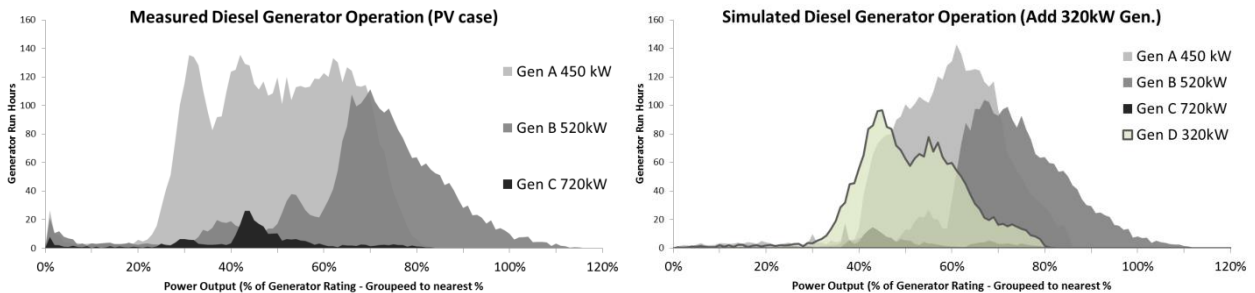 Measured Diesel Generator Operation (PV case)
160
140
120
100
80
60
40
20
0
Generator Run Hours
Gen A 450 kW
Gen B 520kW
Gen C 720kW
0% 20% 40% 60% 80% 100% 120%
Power Output (% of Generator Rating - Groupeed to nearest %
Simulated Diesel Generator Operation (Add 320kW Gen.)
160
140
120
100
80
60
40
20
0
Generator Run Hours
Gen A 450 kW
Gen B 520kW
Gen C 720kW
Gen D 320kW
0% 20% 40% 60% 80% 100% 120%
Power Output (% of Generator Rating - Groupeed to nearest %